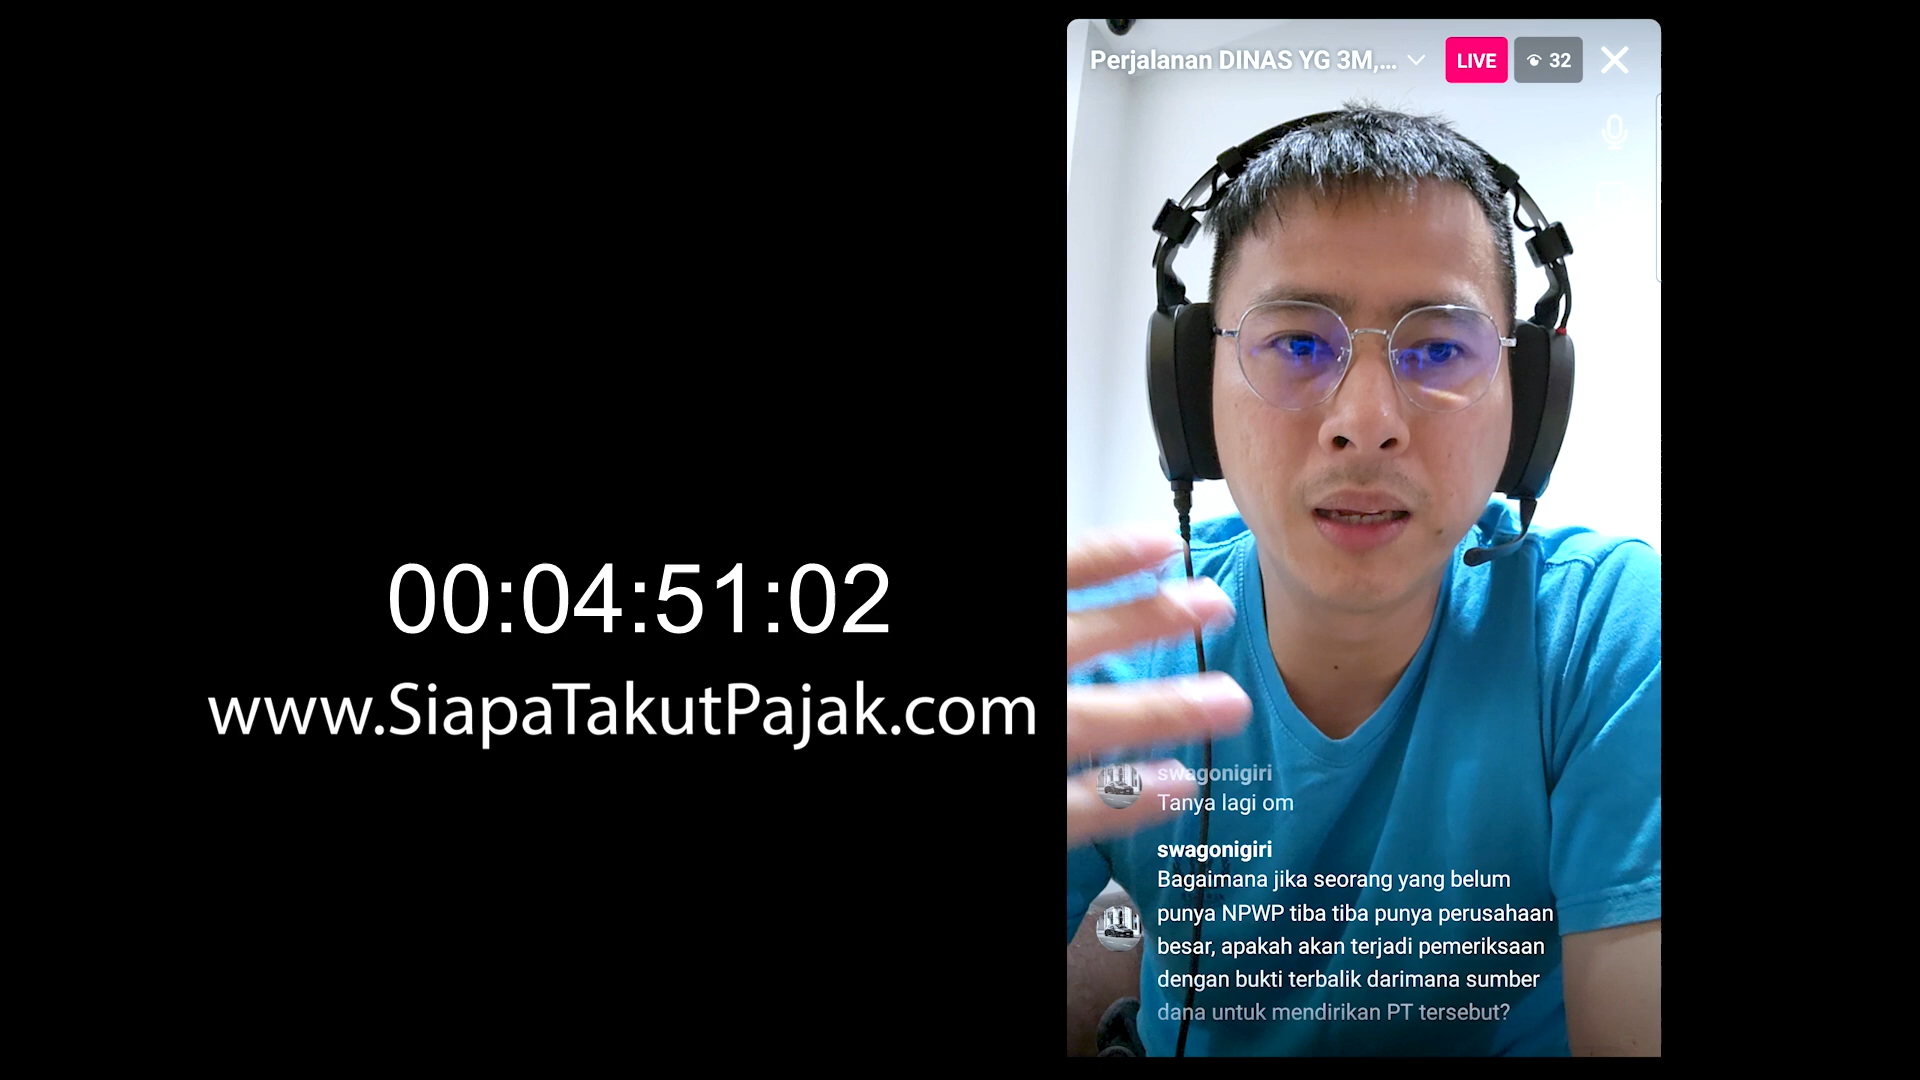 Perjalanan DINAS YG 3M,...
LIVE
32
00:04:51:02
www.SiapaTakutPajak.com
swagonigiri
Tanya lagi om
swagonigiri
Bagaimana jika seorang yang belum
punya NPWP tiba tiba punya perusahaan
besar, apakah akan terjadi pemeriksaan
dengan bukti terbalik darimana sumber
dana untuk mendirikan PT tersebut?